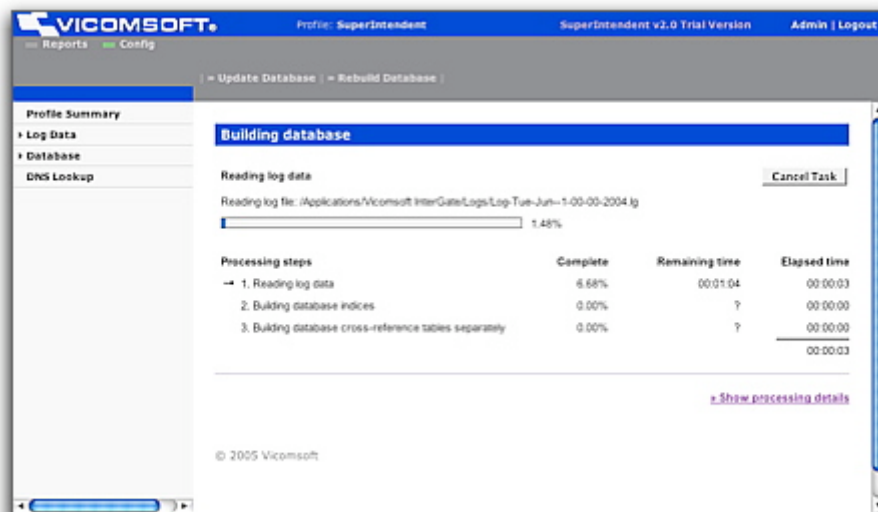 VICOMSOFT.
Profile: SuperIntendent
SuperIntendent v2.0 Trial Version
Admin | Logout
Reports
Config
| » Update Database | » Rebuild Database |
Profile Summary
Log Data
Database
DNS Lookup
Building database
Reading log data
Cancel Task
Reading log file: /Applications/Vicomsoft InterGate/Logs/Log-Tue-Jun--1-00-00-2004.lg
1.48%
Processing steps Complete Remaining time Elapsed time
1. Reading log data 6.68% 00:01:04 00:00:03
2. Building database indices 0.00% ? 00:00:00
3. Building database cross-reference tables separately 0.00% ? 00:00:00
00:00:03
» Show processing details
© 2005 Vicomsoft